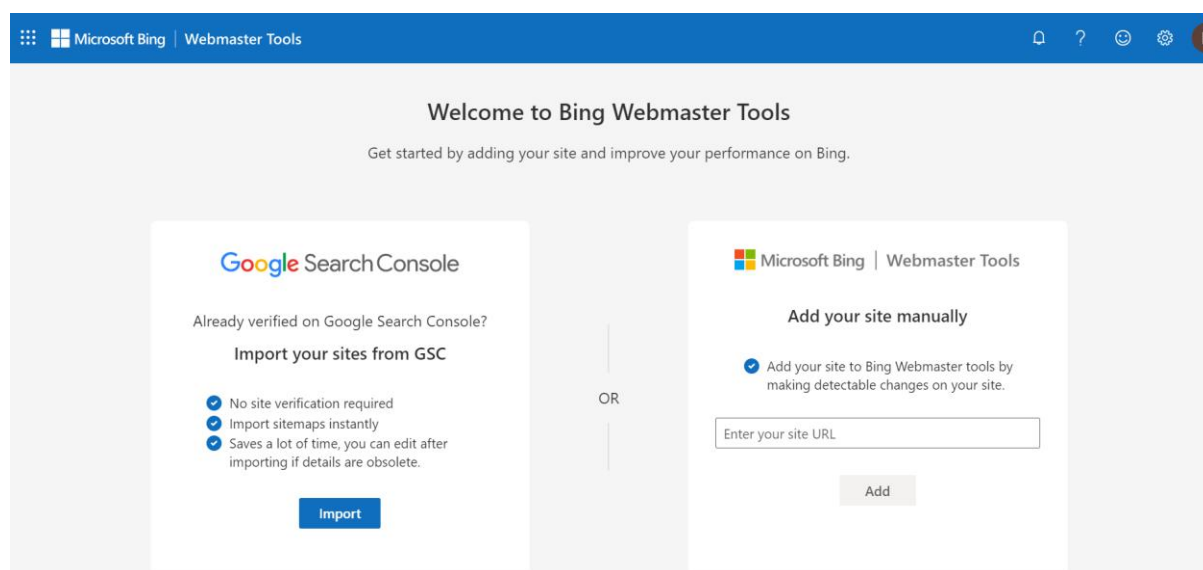 Microsoft Bing | Webmaster Tools
?
Welcome to Bing Webmaster Tools
Get started by adding your site and improve your performance on Bing.
Google Search Console
Already verified on Google Search Console?
Import your sites from GSC
No site verification required
Import sitemaps instantly
Saves a lot of time, you can edit after
importing if details are obsolete.
Import
OR
Microsoft Bing | Webmaster Tools
Add your site manually
Add your site to Bing Webmaster tools by
making detectable changes on your site.
Enter your site URL
Add